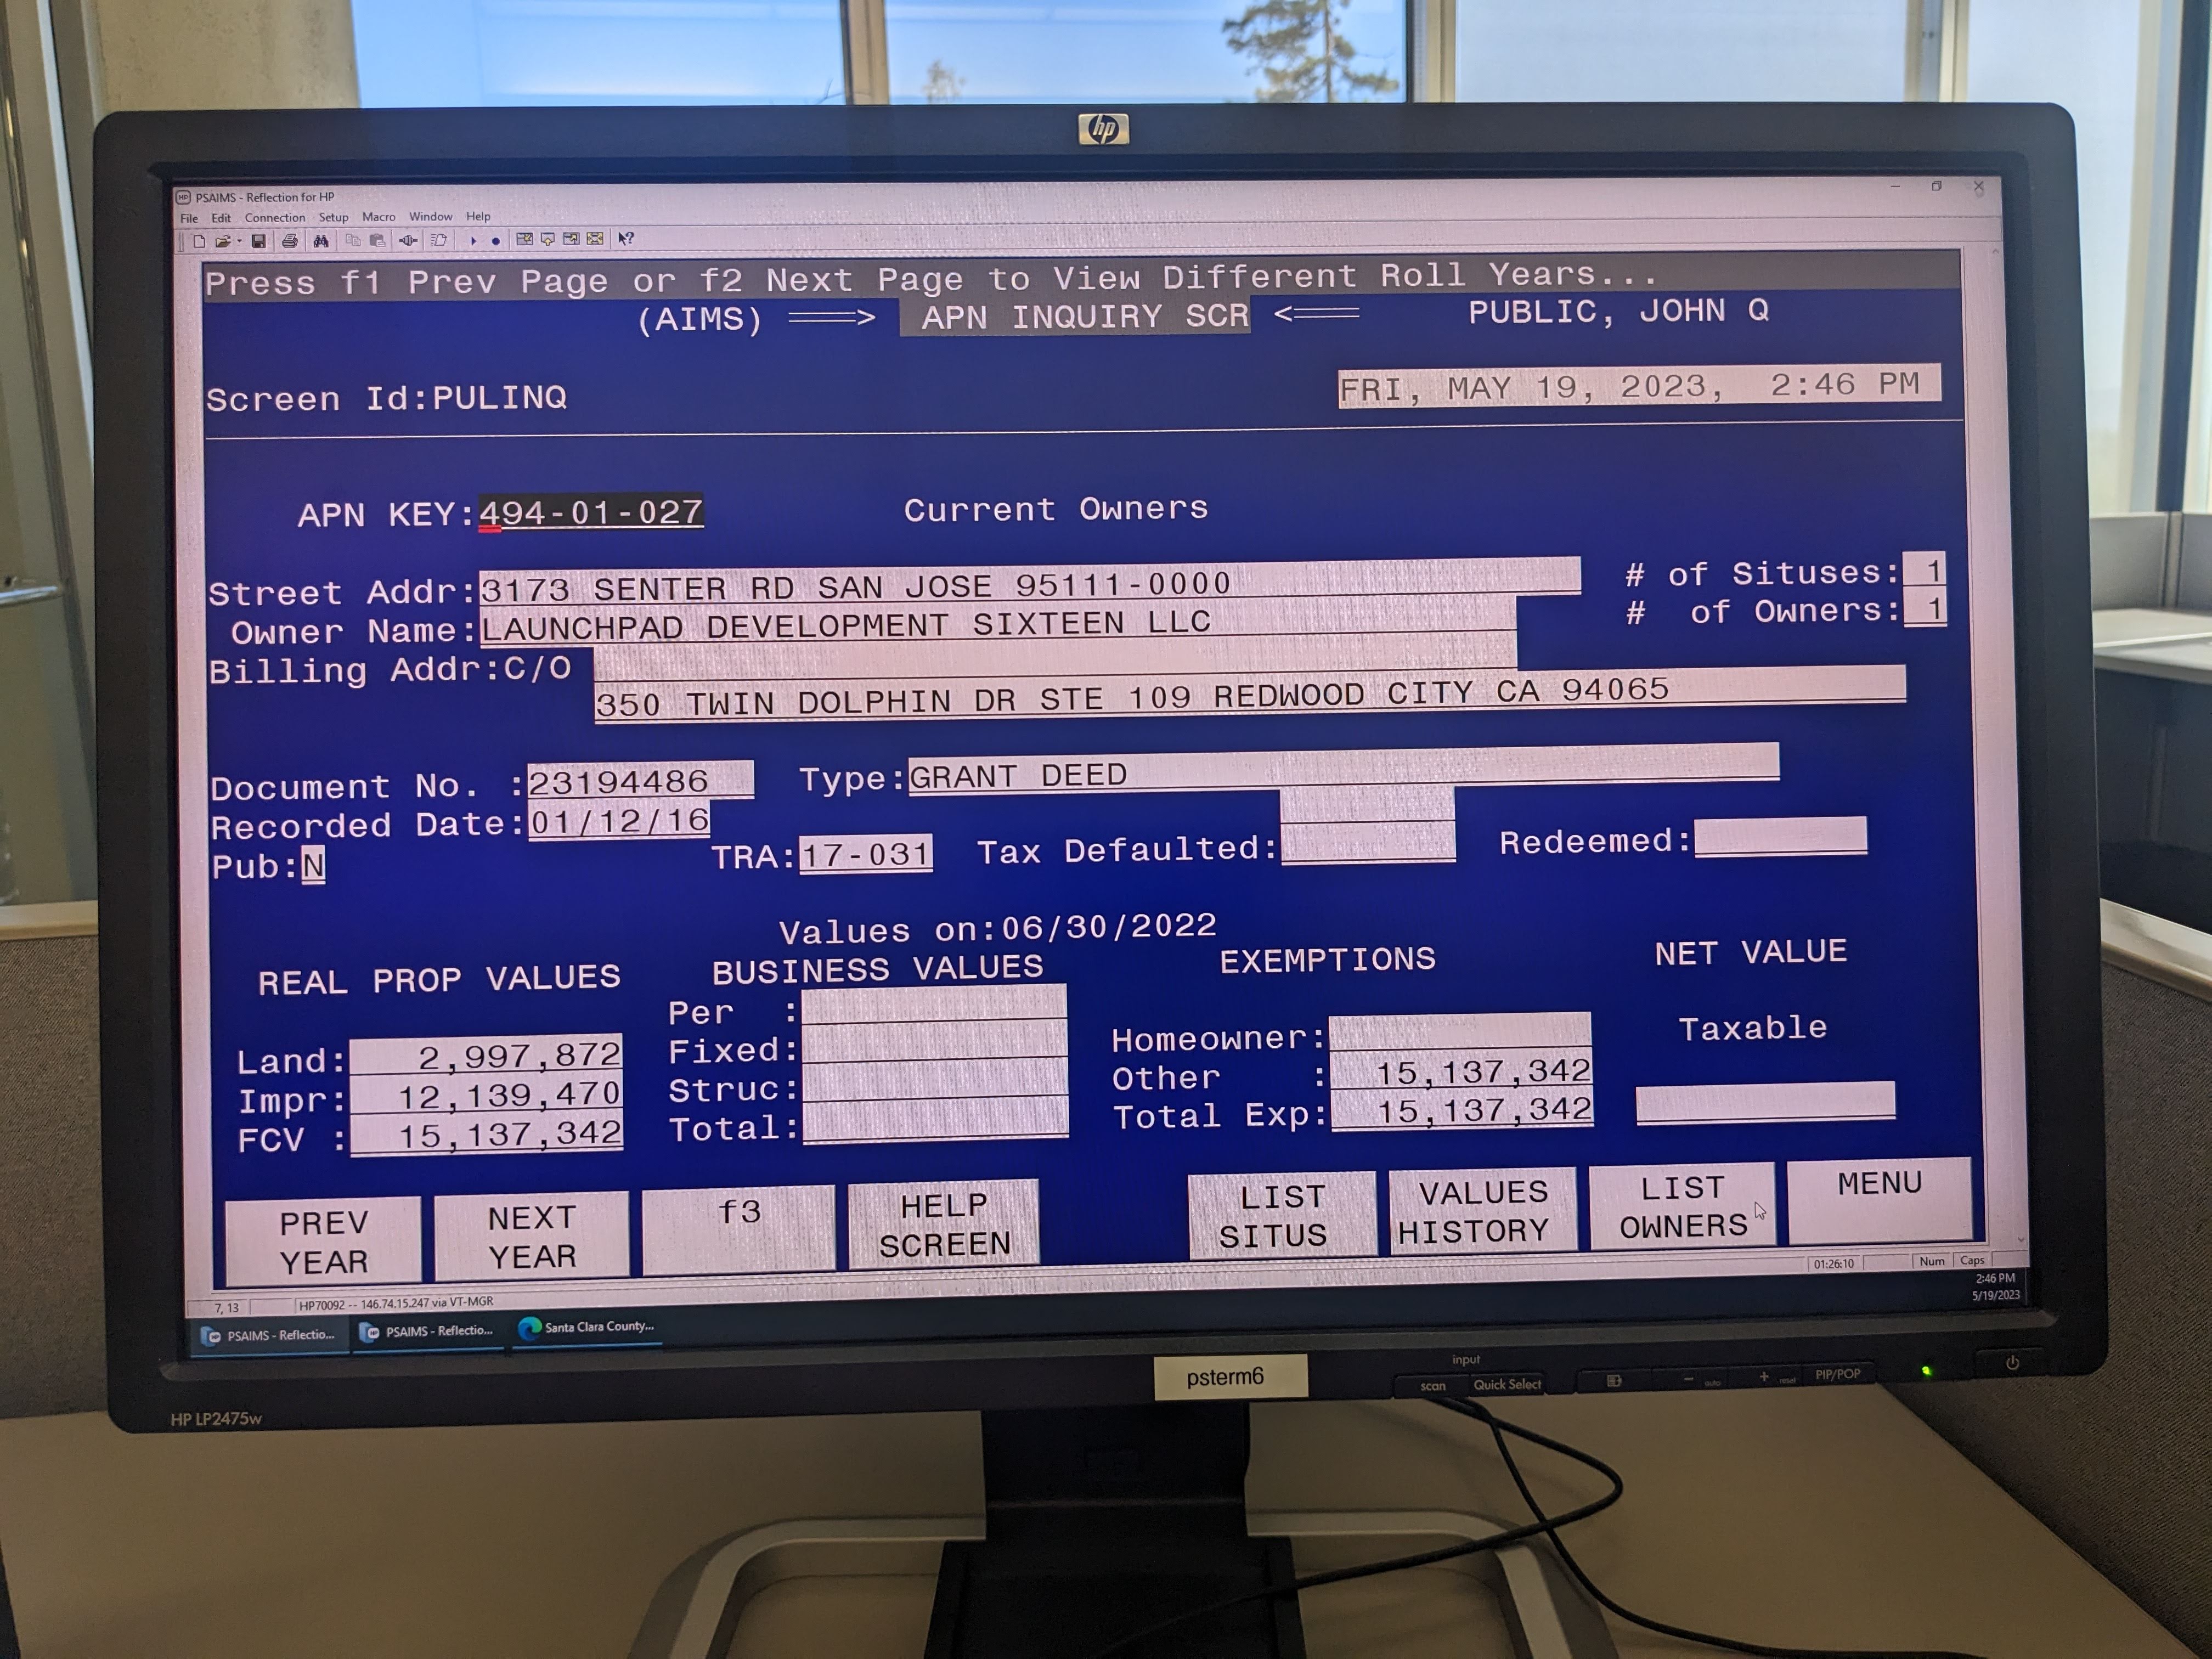 hp
PSAIMS - Reflection for HP
File Edit Connection Setup Macro Window Help
Press f1 Prev Page or f2 Next Page to View Different Roll Years...
(AIMS) ===> APN INQUIRY SCR <=== PUBLIC, JOHN Q
Screen Id:PULINQ FRI, MAY 19, 2023, 2:46 PM
APN KEY:494-01-027 Current Owners
Street Addr:3173 SENTER RD SAN JOSE 95111-0000 # of Situses: 1
Owner Name:LAUNCHPAD DEVELOPMENT SIXTEEN LLC # of Owners: 1
Billing Addr:C/O
350 TWIN DOLPHIN DR STE 109 REDWOOD CITY CA 94065
Document No. :23194486 Type:GRANT DEED
Recorded Date:01/12/16
Pub:N TRA:17-031 Tax Defaulted: Redeemed:
Values on:06/30/2022
REAL PROP VALUES BUSINESS VALUES EXEMPTIONS NET VALUE
Per :
Land: 2,997,872 Fixed: Homeowner: Taxable
Impr: 12,139,470 Struc: Other : 15,137,342
FCV : 15,137,342 Total: Total Exp: 15,137,342
PREV YEAR NEXT YEAR f3 HELP SCREEN LIST SITUS VALUES HISTORY LIST OWNERS MENU
01:26:10 Num Caps
7, 13 HP70092 -- 146.74.15.247 via VT-MGR
2:46 PM
5/19/2023
PSAIMS - Reflectio... PSAIMS - Reflectio... Santa Clara County...
psterm6
input
scan Quick Select - auto + reset PIP/POP
HP LP2475w